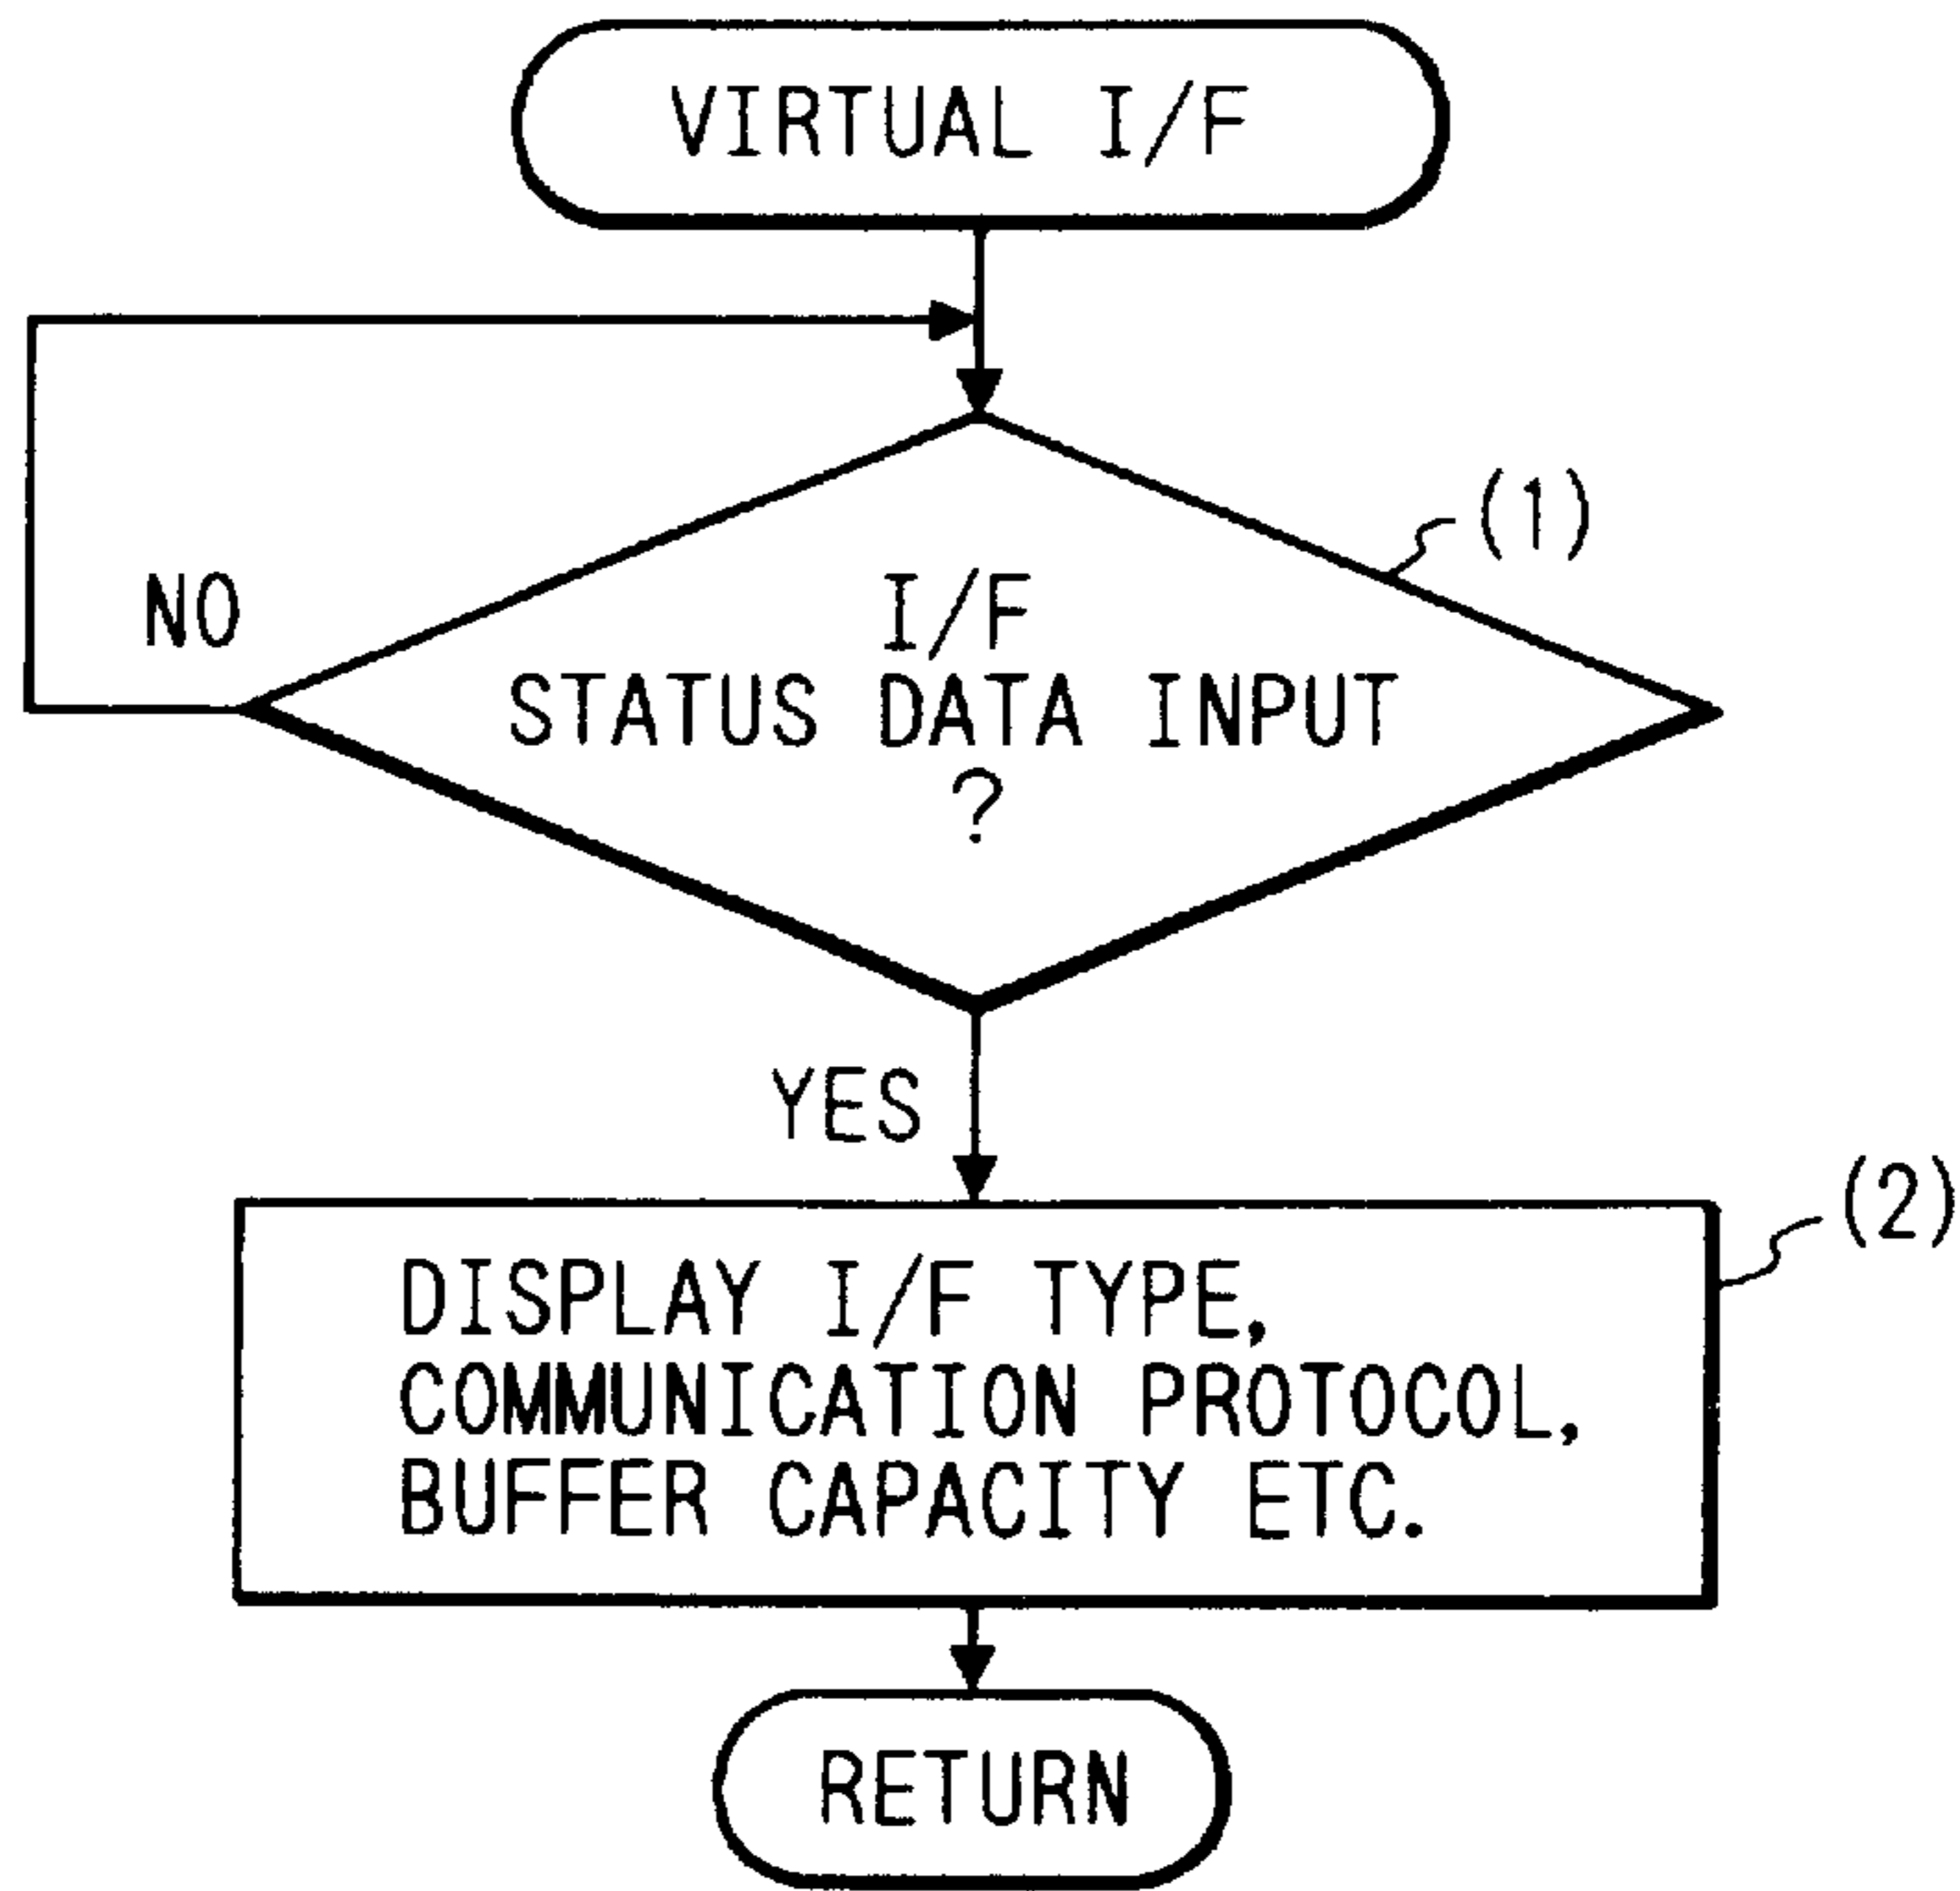 VIRTUAL I/F
(1)
NO
I/F
STATUS DATA INPUT
?
YES
(2)
DISPLAY I/F TYPE,
COMMUNICATION PROTOCOL,
BUFFER CAPACITY ETC.
RETURN